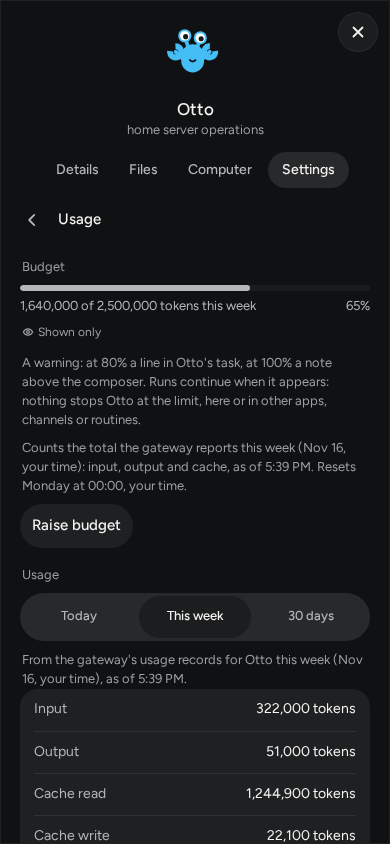 Otto
home server operations
Details Files Computer Settings
Usage
Budget
1,640,000 of 2,500,000 tokens this week 65%
Shown only
A warning: at 80% a line in Otto's task, at 100% a note
above the composer. Runs continue when it appears:
nothing stops Otto at the limit, here or in other apps,
channels or routines.
Counts the total the gateway reports this week (Nov 16,
your time): input, output and cache, as of 5:39 PM. Resets
Monday at 00:00, your time.
Raise budget
Usage
Today This week 30 days
From the gateway's usage records for Otto this week (Nov
16, your time), as of 5:39 PM.
Input 322,000 tokens
Output 51,000 tokens
Cache read 1,244,900 tokens
Cache write 22,100 tokens